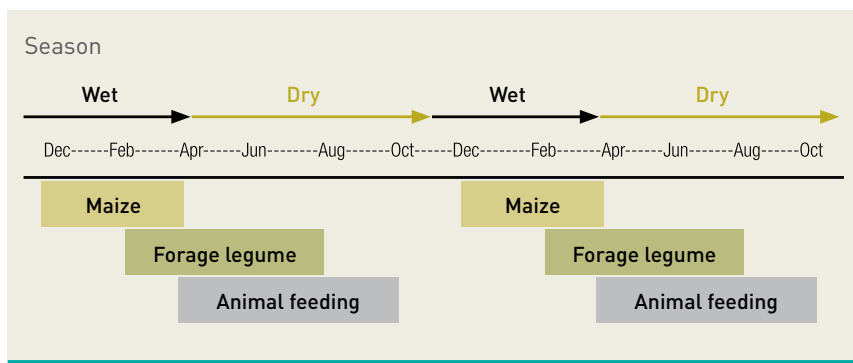 Season
Wet Dry Wet Dry
Dec------Feb-------Apr------Jun--------Aug-------Oct------Dec--------Feb-------Apr------Jun--------Aug-------Oct
Maize Maize
Forage legume Forage legume
Animal feeding Animal feeding